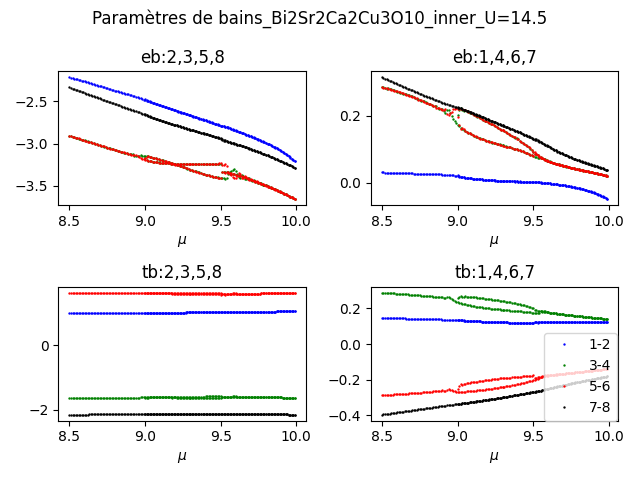 Paramètres de bains_Bi2Sr2Ca2Cu3O10_inner_U=14.5
eb:2,3,5,8
−2.5
−3.0
−3.5
8.5 9.0 9.5 10.0
μ
eb:1,4,6,7
0.2
0.0
8.5 9.0 9.5 10.0
μ
tb:2,3,5,8
0
−2
8.5 9.0 9.5 10.0
μ
tb:1,4,6,7
0.2
0.0
−0.2
−0.4
8.5 9.0 9.5 10.0
μ
1-2
3-4
5-6
7-8